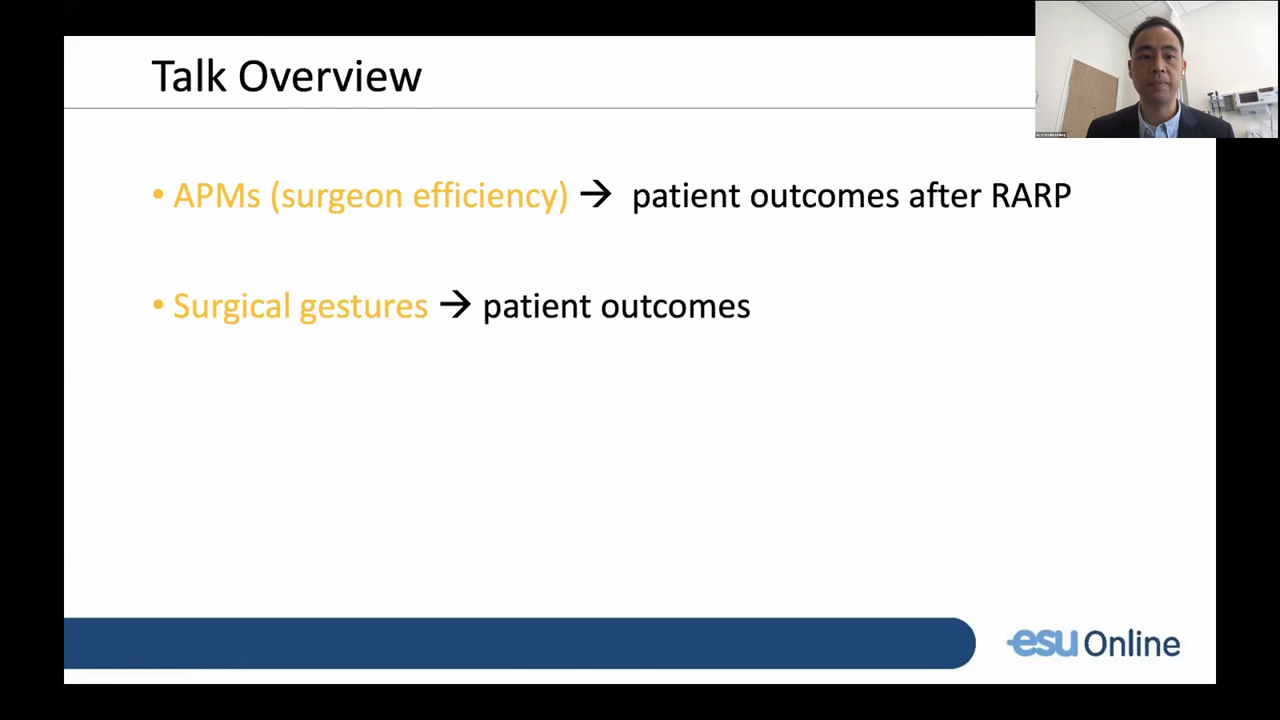 Talk Overview
• APMs (surgeon efficiency) → patient outcomes after RARP
• Surgical gestures → patient outcomes
esu Online